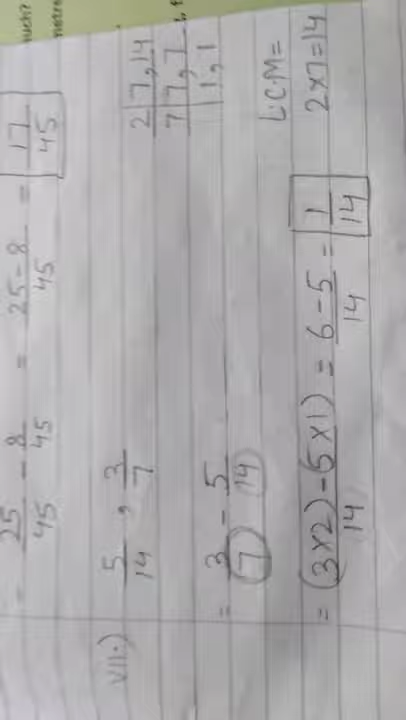 = 25/45 - 8/45 = 25-8/45 = 17/45
VII.) 5/14 , 3/7
2 | 7, 14
7 | 7, 7
| 1, 1
= 3/7 - 5/14
L.C.M =
2×7=14
= (3×2)-5×1)/14 = 6-5/14 = 1/14